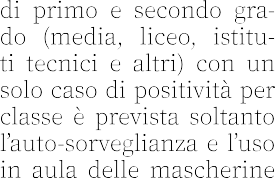 di primo e secondo gra-
do (media, liceo, istitu-
ti tecnici e altri) con un
solo caso di positività per
classe è prevista soltanto
l'auto-sorveglianza e l'uso
in aula delle mascherine